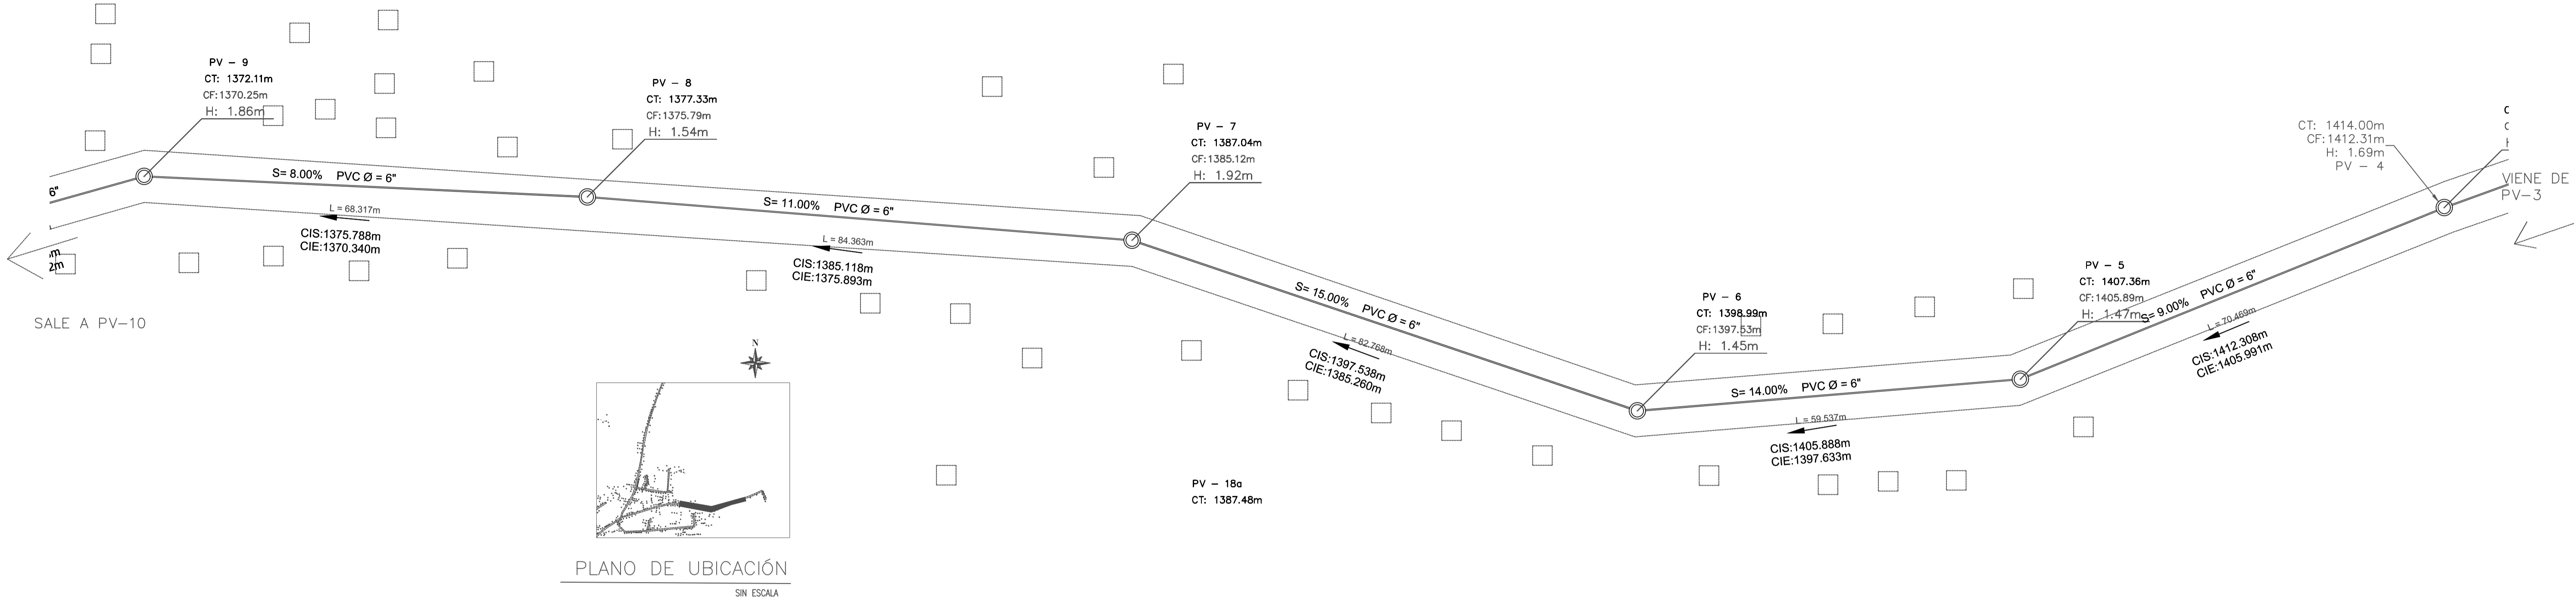 PV - 9
CT: 1372.11m
CF:1370.25m
H: 1.86m
PV - 8
CT: 1377.33m
CF:1375.79m
H: 1.54m
PV - 7
CT: 1387.04m
CF:1385.12m
H: 1.92m
CT: 1414.00m
CF:1412.31m
H: 1.69m
PV - 4
VIENE DE
PV-3
6"
S= 8.00% PVC Ø = 6"
L = 68.317m
CIS:1375.788m
CIE:1370.340m
S= 11.00% PVC Ø = 6"
L = 84.363m
CIS:1385.118m
CIE:1375.893m
S= 15.00% PVC Ø = 6"
L = 82.768m
CIS:1397.538m
CIE:1385.260m
PV - 6
CT: 1398.99m
CF:1397.53m
H: 1.45m
S= 14.00% PVC Ø = 6"
L = 59.537m
CIS:1405.888m
CIE:1397.633m
PV - 5
CT: 1407.36m
CF:1405.89m
H: 1.47m
S= 9.00% PVC Ø = 6"
L = 70.469m
CIS:1412.308m
CIE:1405.991m
m
2m
SALE A PV-10
N
PV - 18a
CT: 1387.48m
PLANO DE UBICACIÓN
SIN ESCALA